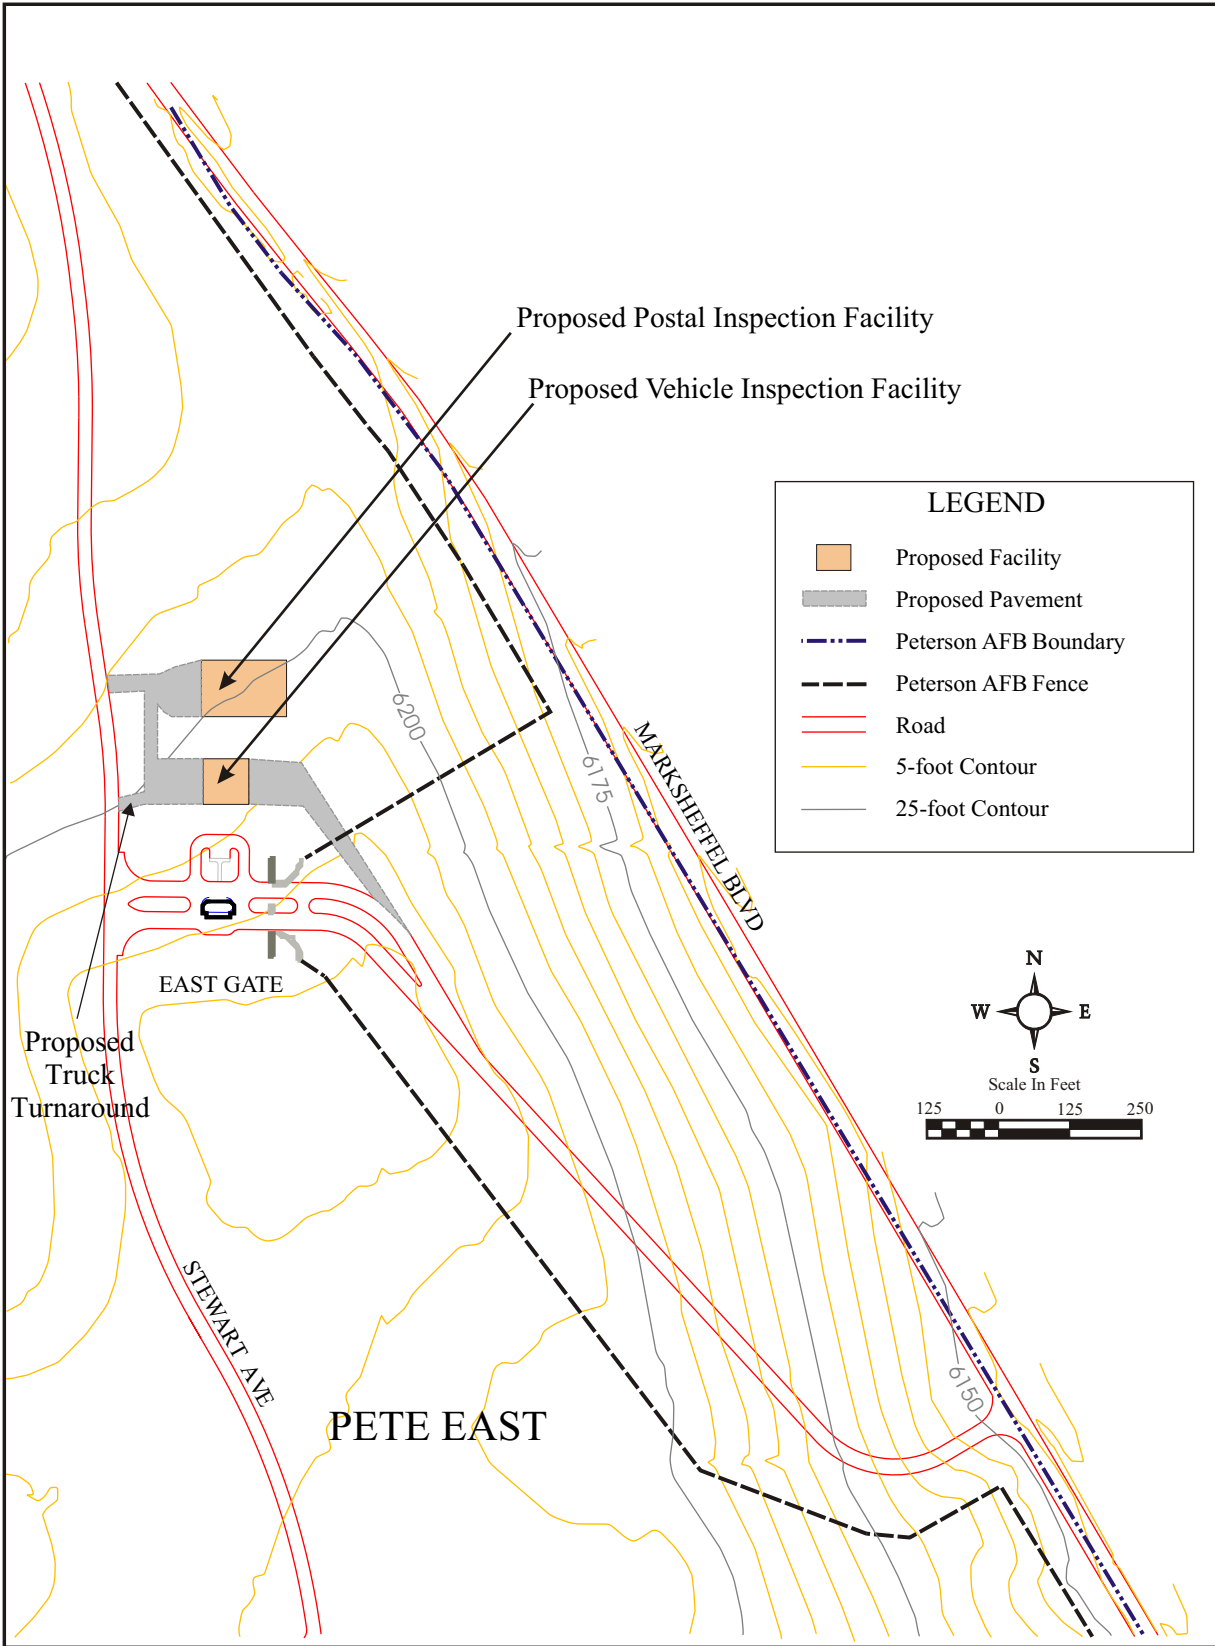 Proposed Postal Inspection Facility
Proposed Vehicle Inspection Facility
LEGEND
Proposed Facility
Proposed Pavement
Peterson AFB Boundary
Peterson AFB Fence
Road
5-foot Contour
25-foot Contour
6200
6175
MARKSHEFFEL BLVD
EAST GATE
Proposed
Truck
Turnaround
N
W E
S
Scale In Feet
125 0 125 250
STEWART AVE
6150
PETE EAST